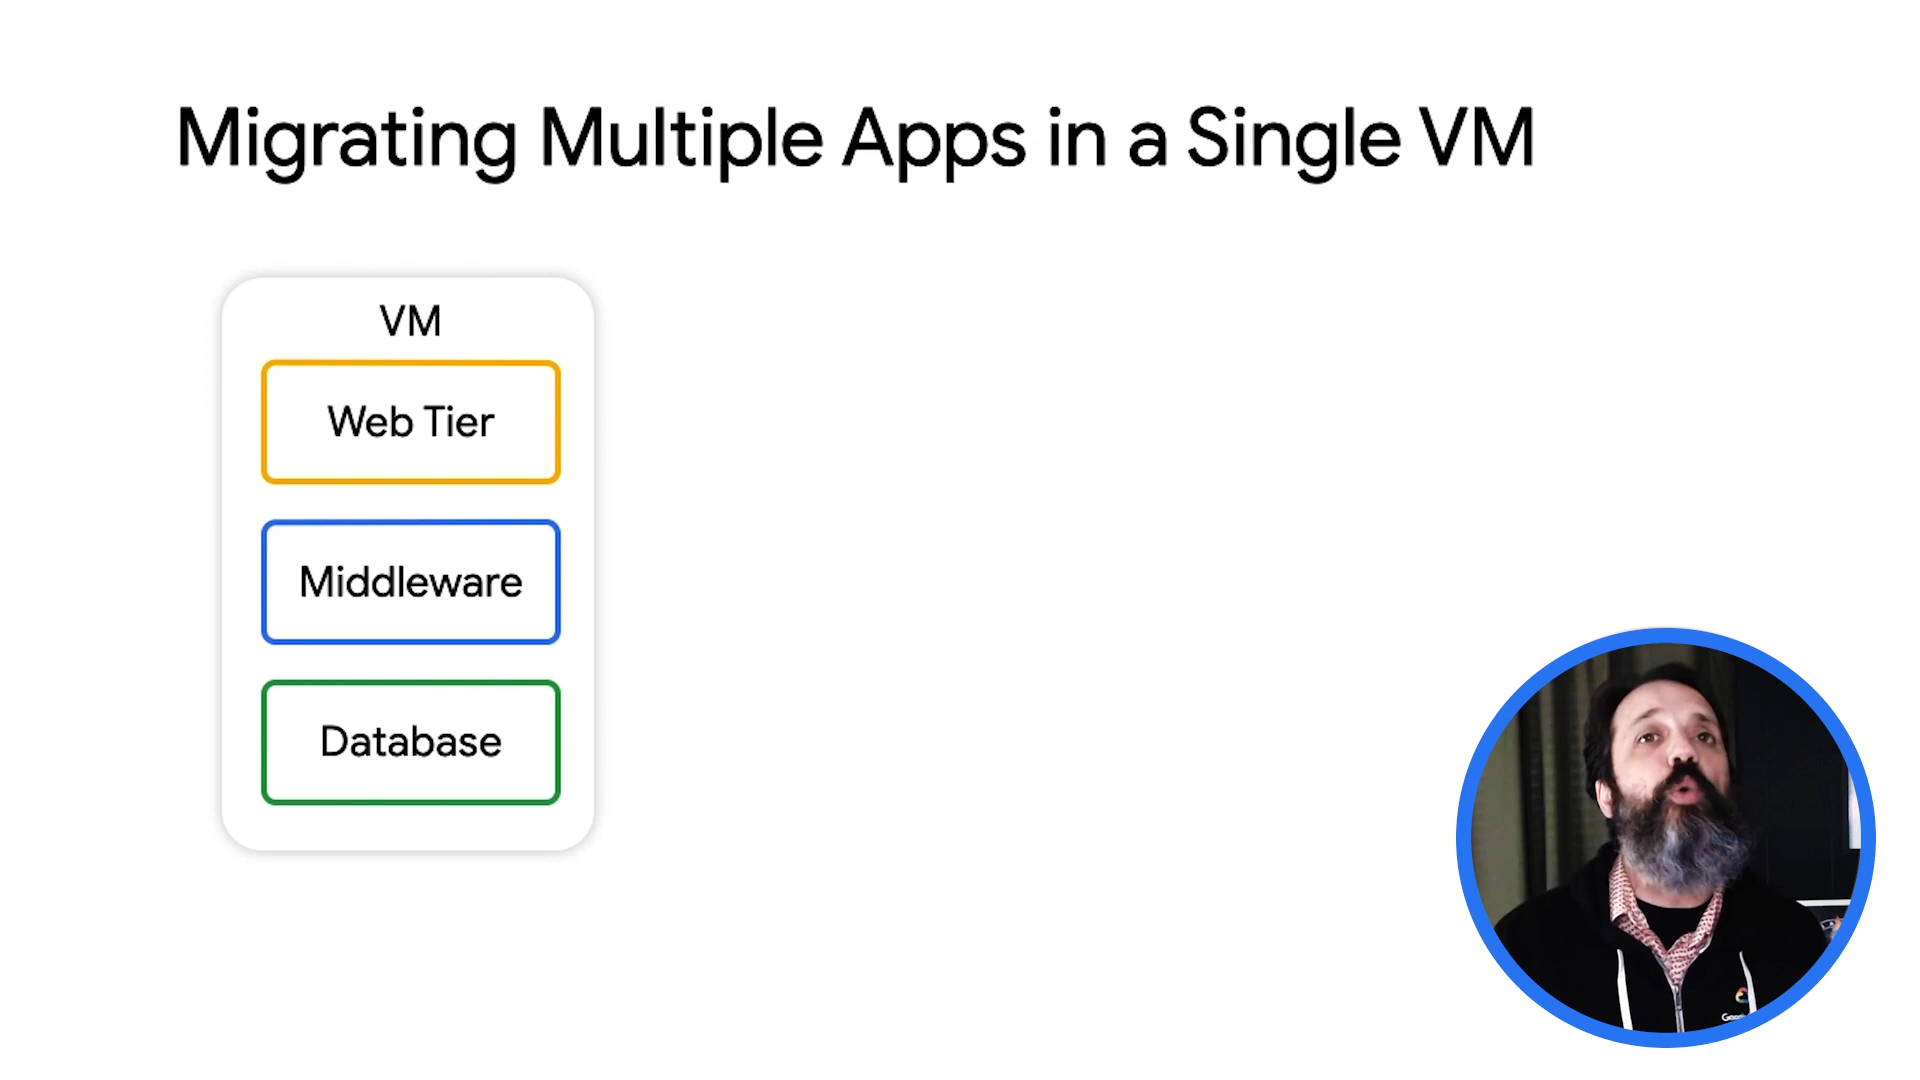 Migrating Multiple Apps in a Single VM
VM
Web Tier
Middleware
Database